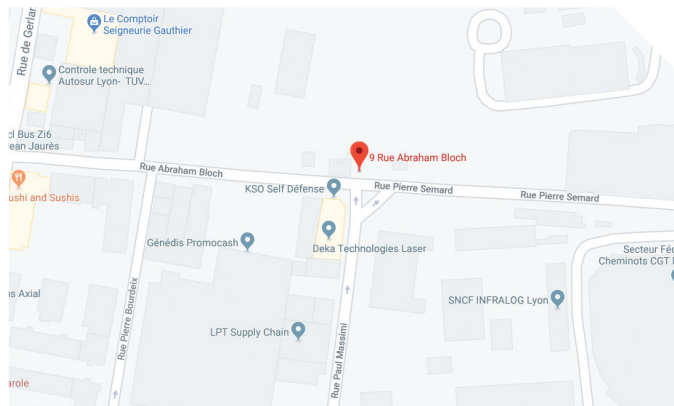 Le Comptoir
Seigneurie Gauthier
Rue de Gerlan
Controle technique
Autosur Lyon- TUV...
cl Bus Zi6
ean Jaurès
Rue Abraham Bloch
9 Rue Abraham Bloch
KSO Self Défense
Rue Pierre Semard
Rue Pierre Semard
ushi and Sushis
Génédis Promocash
Deka Technologies Laser
Secteur Féd
Cheminots CGT
ns Axial
SNCF INFRALOG Lyon
Rue Pierre Bourdeix
LPT Supply Chain
Rue Paul Massimi
arole